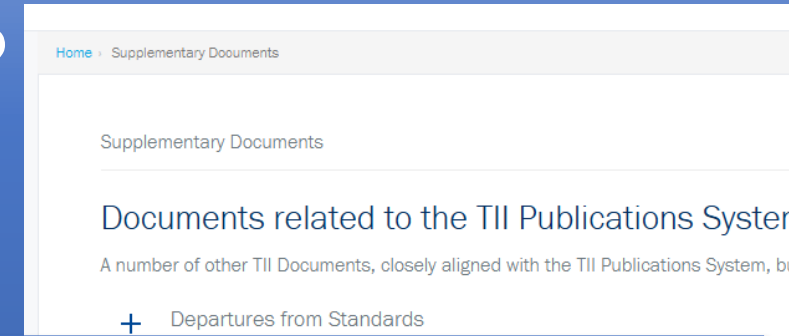 Home › Supplementary Documents
Supplementary Documents
Documents related to the TII Publications
A number of other TII Documents, closely aligned with the TII Publications System,
+ Departures from Standards